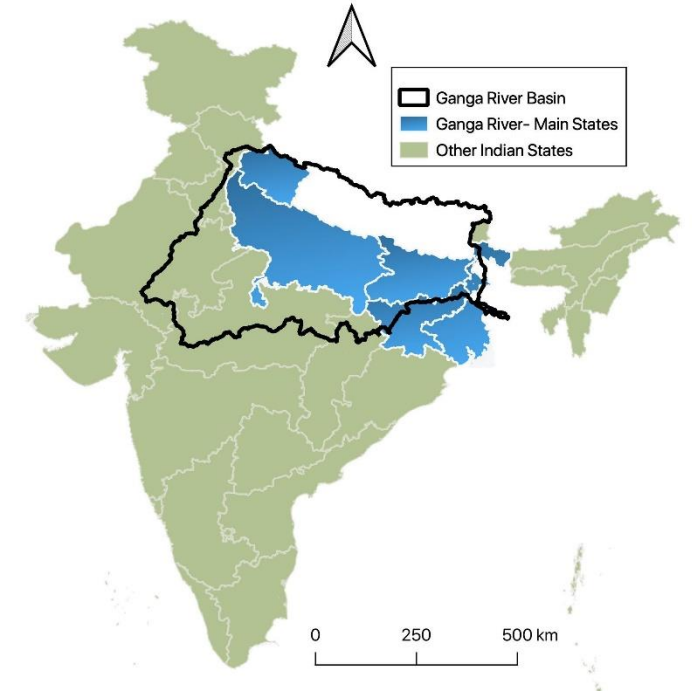 Ganga River Basin
Ganga River- Main States
Other Indian States
0 250 500 km